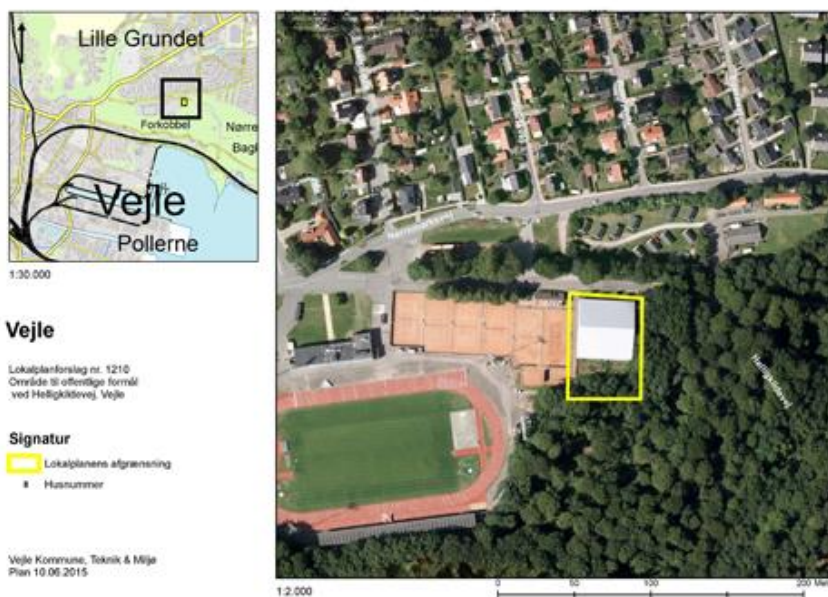 Lille Grundet
Forkobbel
Nørre
Vejle
Pollerne
1:30.000
Vejle
Lokalplanforslag nr. 1210
Område til offentlige formål
ved Helligkildevej, Vejle
Signatur
Lokalplanens afgrænsning
Husnummer
Vejle Kommune, Teknik & Miljø
Plan 10.06.2015
Nørremarksvej
Helligkildevej
1:2.000
0 50 100 200 Met